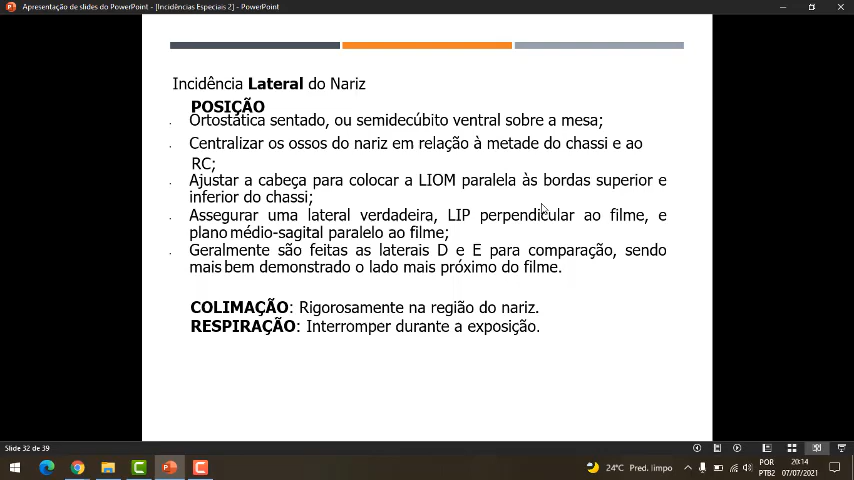 Apresentação de slides do PowerPoint - [Incidências Especiais 2] - PowerPoint
Incidência Lateral do Nariz
POSIÇÃO
Ortostática sentado, ou semidecúbito ventral sobre a mesa;
Centralizar os ossos do nariz em relação à metade do chassi e ao
RC;
Ajustar a cabeça para colocar a LIOM paralela às bordas superior e
inferior do chassi;
Assegurar uma lateral verdadeira, LIP perpendicular ao filme, e
plano médio-sagital paralelo ao filme;
Geralmente são feitas as laterais D e E para comparação, sendo
mais bem demonstrado o lado mais próximo do filme.
COLIMAÇÃO: Rigorosamente na região do nariz.
RESPIRAÇÃO: Interromper durante a exposição.
Slide 32 de 39
24°C Pred. limpo
POR
PTB2
20:14
07/07/2021